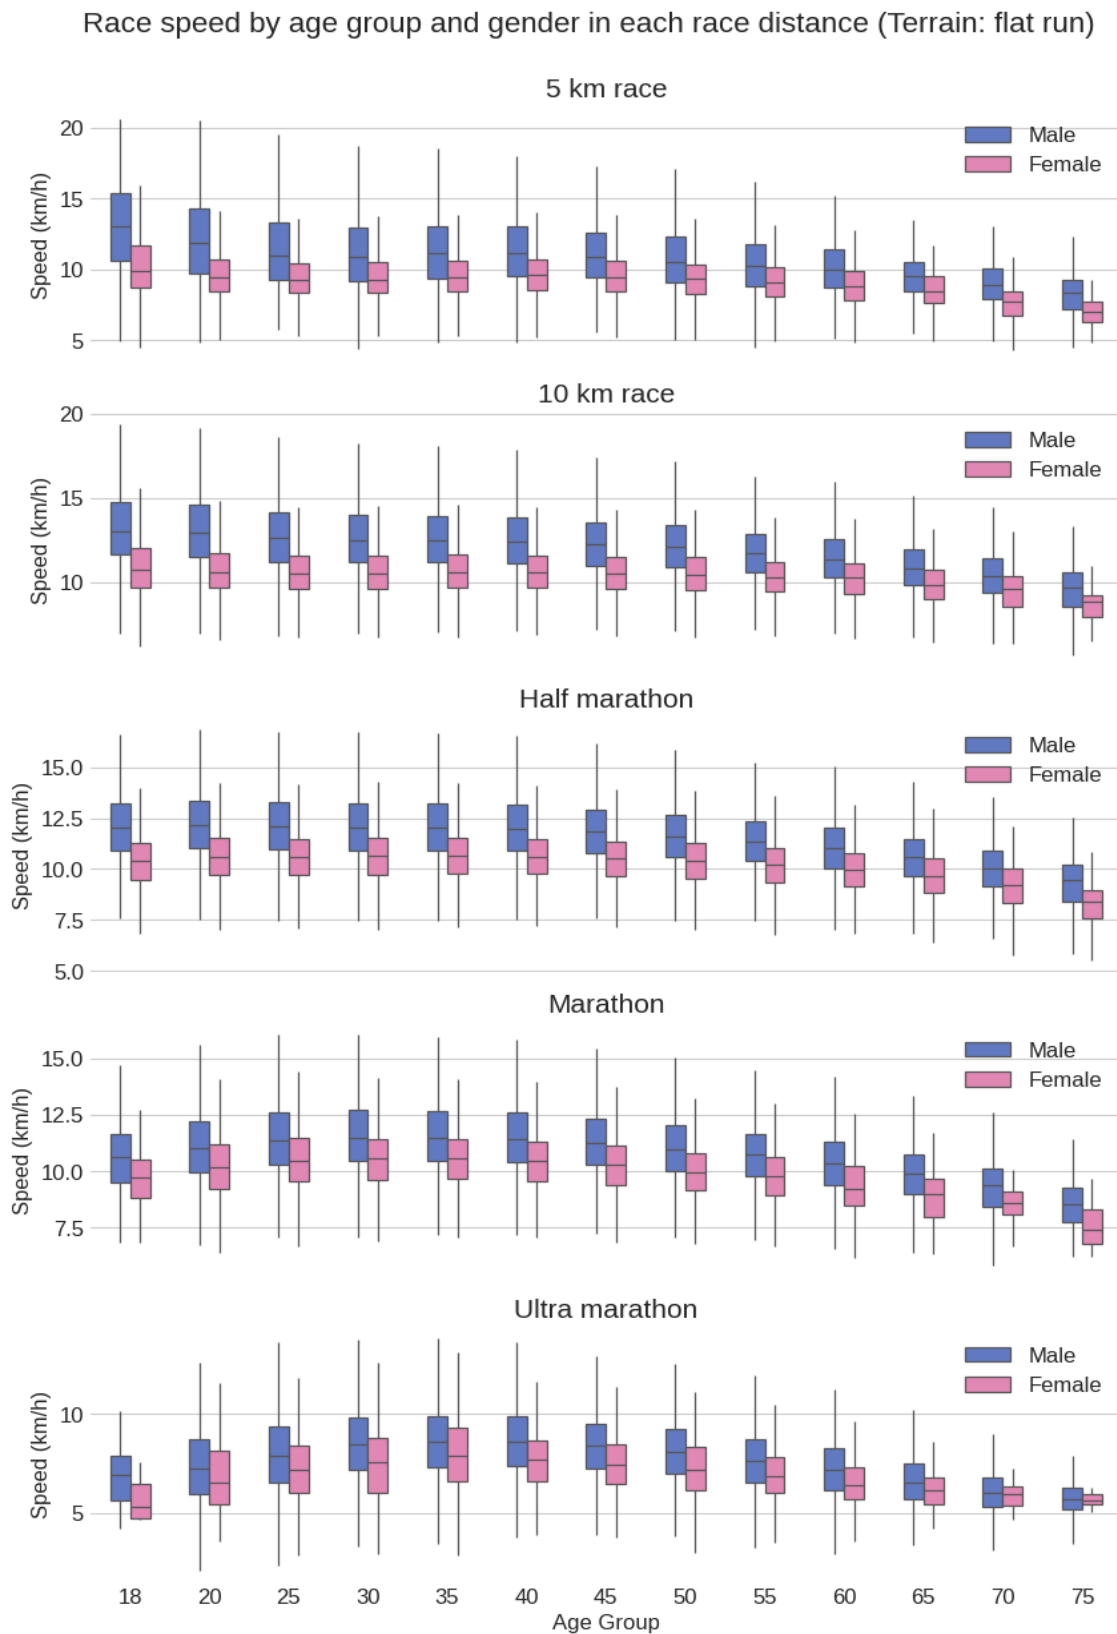 Race speed by age group and gender in each race distance (Terrain: flat run)
5 km race
20
15
10
5
Speed (km/h)
Male
Female
10 km race
20
15
10
Speed (km/h)
Male
Female
Half marathon
15.0
12.5
10.0
7.5
5.0
Speed (km/h)
Male
Female
Marathon
15.0
12.5
10.0
7.5
Speed (km/h)
Male
Female
Ultra marathon
10
5
Speed (km/h)
Male
Female
18 20 25 30 35 40 45 50 55 60 65 70 75
Age Group